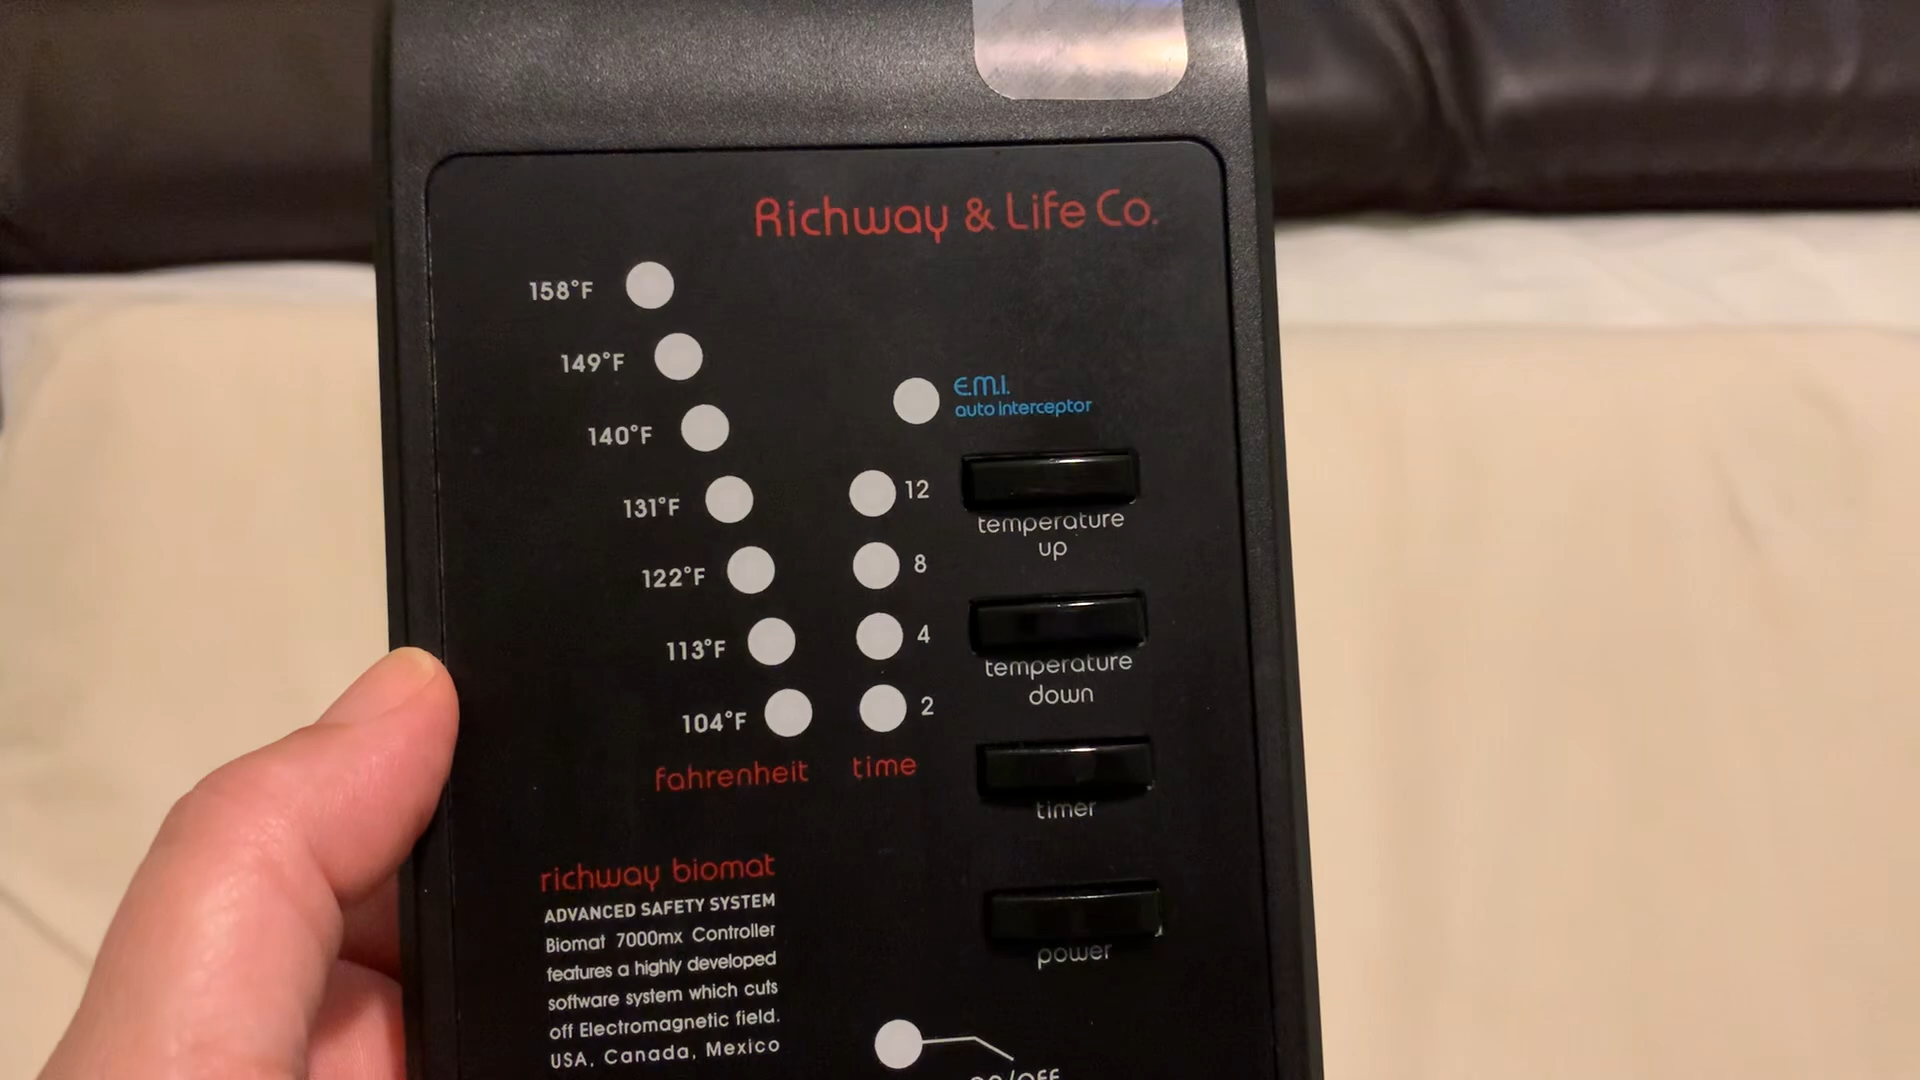 Richway & Life Co.
158°F
149°F
140°F
131°F
122°F
113°F
104°F
fahrenheit
E.M.I.
auto interceptor
12
8
4
2
time
temperature
up
temperature
down
timer
power
richway biomat
ADVANCED SAFETY SYSTEM
Biomat 7000mx Controller
features a highly developed
software system which cuts
off Electromagnetic field.
USA, Canada, Mexico
on/off